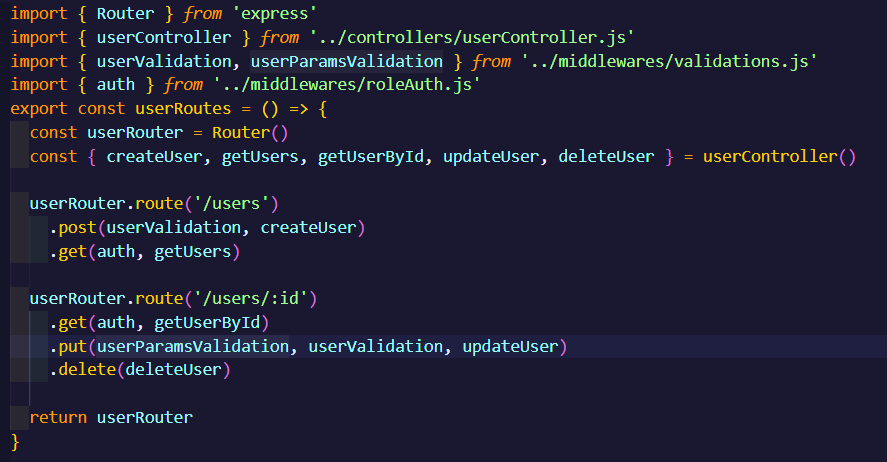 import { Router } from 'express'
import { userController } from '../controllers/userController.js'
import { userValidation, userParamsValidation } from '../middlewares/validations.js'
import { auth } from '../middlewares/roleAuth.js'
export const userRoutes = () => {
  const userRouter = Router()
  const { createUser, getUsers, getUserById, updateUser, deleteUser } = userController()

  userRouter.route('/users')
    .post(userValidation, createUser)
    .get(auth, getUsers)

  userRouter.route('/users/:id')
    .get(auth, getUserById)
    .put(userParamsValidation, userValidation, updateUser)
    .delete(deleteUser)

  return userRouter
}